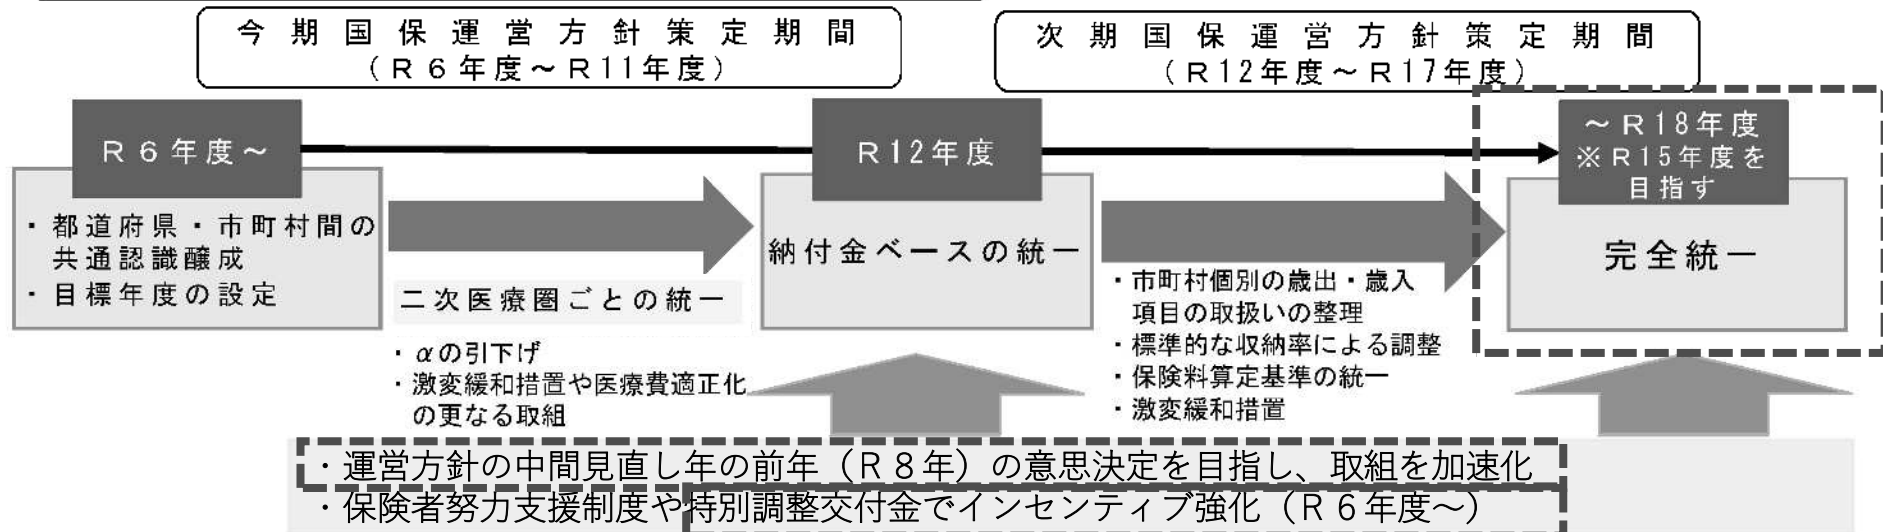 今期国保運営方針策定期間
（Ｒ６年度～Ｒ11年度）
次期国保運営方針策定期間
（Ｒ12年度～Ｒ17年度）
Ｒ６年度～
・都道府県・市町村間の
共通認識醸成
・目標年度の設定
二次医療圏ごとの統一
・αの引下げ
・激変緩和措置や医療費適正化
の更なる取組
Ｒ12年度
納付金ベースの統一
・市町村個別の歳出・歳入
項目の取扱いの整理
・標準的な収納率による調整
・保険料算定基準の統一
・激変緩和措置
～Ｒ18年度
※Ｒ15年度を
目指す
完全統一
・運営方針の中間見直し年の前年（Ｒ８年）の意思決定を目指し、取組を加速化
・保険者努力支援制度や特別調整交付金でインセンティブ強化（Ｒ６年度～）